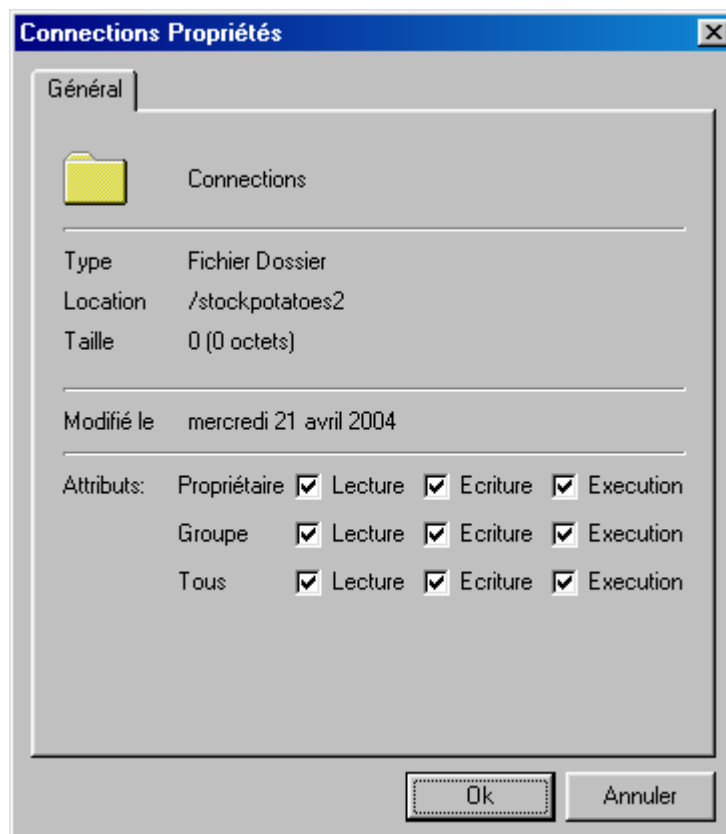 Connections Propriétés
Général
Connections
Type Fichier Dossier
Location /stockpotatoes2
Taille 0 (0 octets)
Modifié le mercredi 21 avril 2004
Attributs: Propriétaire Lecture Ecriture Execution
Groupe Lecture Ecriture Execution
Tous Lecture Ecriture Execution
Ok Annuler